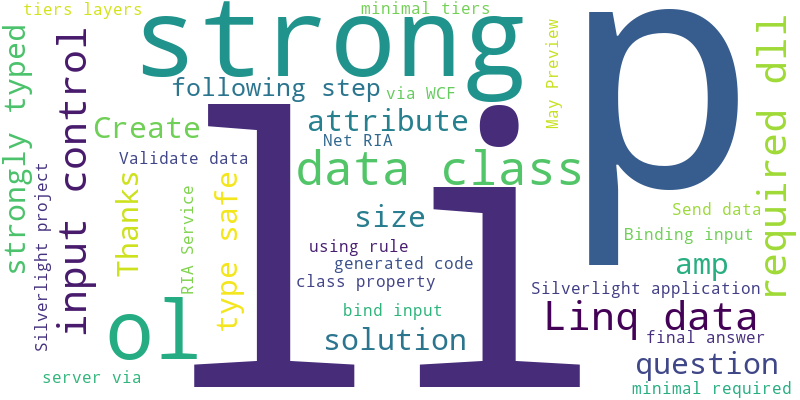 tiers layers
minimal tiers
strong
p
strongly typed
input control
following step
via WCF
May Preview
required dll
li
Create
attribute
Net RIA
Validate data
data class
Thanks
type safe
Silverlight project
RIA Service
size
Send data
Binding input
using rule
generated code
class property
amp
Silverlight application
ol
bind input
Linq data
solution
final answer
question
server via
minimal required